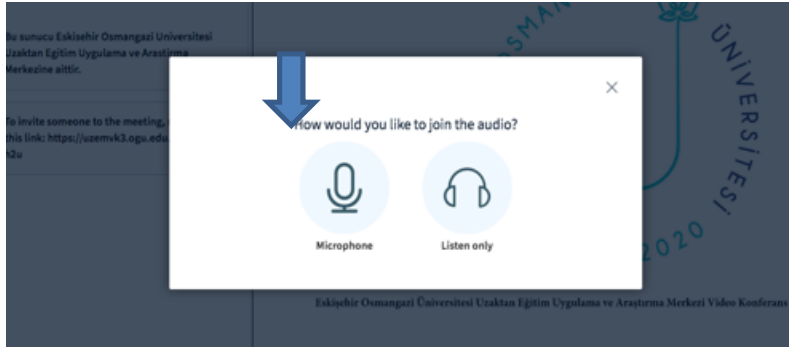 Bu sunucu Eskisehir Osmangazi Universitesi
Uzaktan Egitim Uygulama ve Arastirma
Merkezine aittir.
To invite someone to the meeting,
this link: https://uzemvk3.ogu.edu
h2u
How would you like to join the audio?
Microphone
Listen only
OSMAN
ÜNİVERSİTESİ
2020
Eskişehir Osmangazi Üniversitesi Uzaktan Eğitim Uygulama ve Araştırma Merkezi Video Konferans